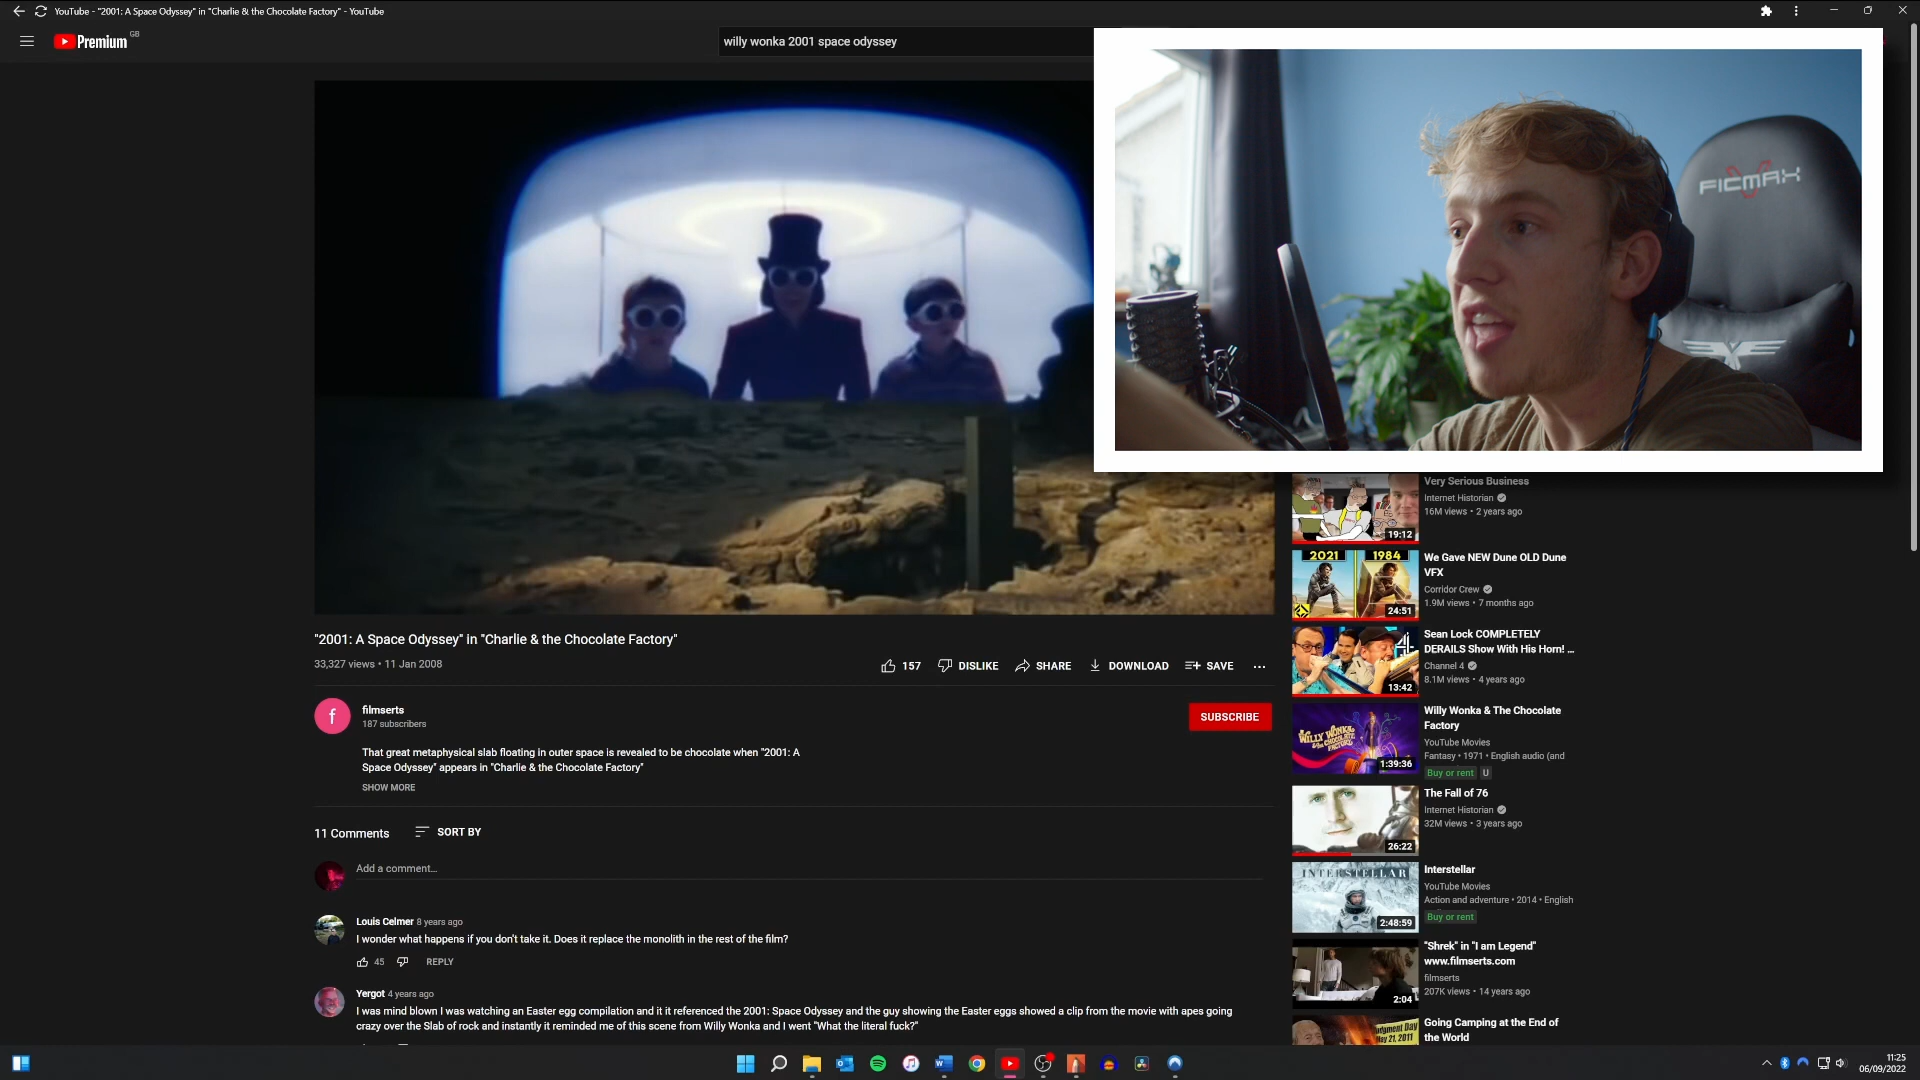 YouTube - "2001: A Space Odyssey" in "Charlie & the Chocolate Factory" - YouTube
Premium GB
willy wonka 2001 space odyssey
FICMAX
"2001: A Space Odyssey" in "Charlie & the Chocolate Factory"
33,327 views • 11 Jan 2008
157 DISLIKE SHARE DOWNLOAD SAVE ...
f
filmserts
187 subscribers
SUBSCRIBE
That great metaphysical slab floating in outer space is revealed to be chocolate when "2001: A
Space Odyssey" appears in "Charlie & the Chocolate Factory"
SHOW MORE
11 Comments SORT BY
Add a comment...
Louis Celmer 8 years ago
I wonder what happens if you don't take it. Does it replace the monolith in the rest of the film?
45 REPLY
Yergot 4 years ago
I was mind blown I was watching an Easter egg compilation and it it referenced the 2001: Space Odyssey and the guy showing the Easter eggs showed a clip from the movie with apes going
crazy over the Slab of rock and instantly it reminded me of this scene from Willy Wonka and I went "What the literal fuck?"
Very Serious Business
Internet Historian
16M views • 2 years ago
19:12
2021 1984
24:51
We Gave NEW Dune OLD Dune
VFX
Corridor Crew
1.9M views • 7 months ago
4
13:42
Sean Lock COMPLETELY
DERAILS Show With His Horn! ...
Channel 4
8.1M views • 4 years ago
WILLY WONKA
& THE CHOCOLATE
FACTORY
1:39:36
Willy Wonka & The Chocolate
Factory
YouTube Movies
Fantasy • 1971 • English audio (and
Buy or rent U
26:22
The Fall of 76
Internet Historian
32M views • 3 years ago
INTERSTELLAR
2:48:59
Interstellar
YouTube Movies
Action and adventure • 2014 • English
Buy or rent
2:04
"Shrek" in "I am Legend"
www.filmserts.com
filmserts
207K views • 14 years ago
Judgment Day
May 21, 2011
Going Camping at the End of
the World
11:25
06/09/2022